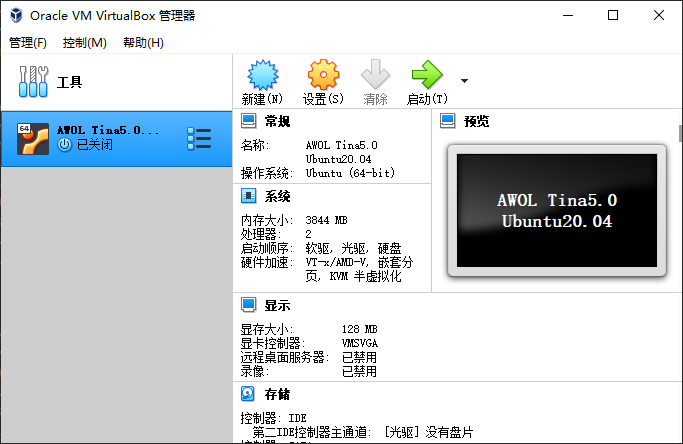 Oracle VM VirtualBox 管理器
管理(F) 控制(M) 帮助(H)
工具
新建(N) 设置(S) 清除 启动(T)
64
AWOL Tina5.0...
已关闭
常规
名称: AWOL Tina5.0
Ubuntu20.04
操作系统: Ubuntu (64-bit)
预览
AWOL Tina5.0
Ubuntu20.04
系统
内存大小: 3844 MB
处理器: 2
启动顺序: 软驱, 光驱, 硬盘
硬件加速: VT-x/AMD-V, 嵌套分
页, KVM 半虚拟化
显示
显存大小: 128 MB
显卡控制器: VMSVGA
远程桌面服务器: 已禁用
录像: 已禁用
存储
控制器: IDE
第二IDE控制器主通道: [光驱] 没有盘片